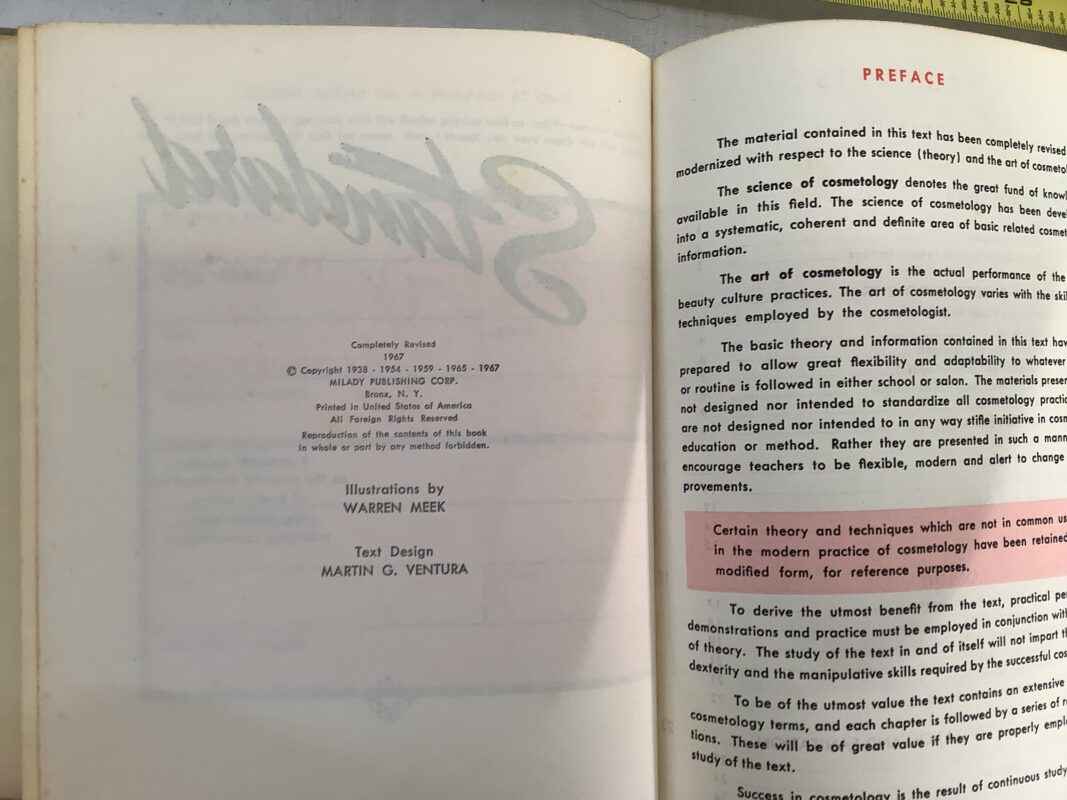 Standard
Completely Revised
1967
© Copyright 1938 - 1954 - 1959 - 1965 - 1967
MILADY PUBLISHING CORP.
Bronx, N. Y.
Printed in United States of America
All Foreign Rights Reserved
Reproduction of the contents of this book
in whole or part by any method forbidden.
Illustrations by
WARREN MEEK
Text Design
MARTIN G. VENTURA
PREFACE
The material contained in this text has been completely revised
modernized with respect to the science (theory) and the art of cosmetol
The science of cosmetology denotes the great fund of knowl
available in this field. The science of cosmetology has been deve
into a systematic, coherent and definite area of basic related cosmet
information.
The art of cosmetology is the actual performance of the
beauty culture practices. The art of cosmetology varies with the skil
techniques employed by the cosmetologist.
The basic theory and information contained in this text hav
prepared to allow great flexibility and adaptability to whatever
or routine is followed in either school or salon. The materials presen
not designed nor intended to standardize all cosmetology practic
are not designed nor intended to in any way stifle initiative in cosm
education or method. Rather they are presented in such a mann
encourage teachers to be flexible, modern and alert to change
provements.
Certain theory and techniques which are not in common us
in the modern practice of cosmetology have been retained
modified form, for reference purposes.
To derive the utmost benefit from the text, practical pe
demonstrations and practice must be employed in conjunction wit
of theory. The study of the text in and of itself will not impart t
dexterity and the manipulative skills required by the successful cos
To be of the utmost value the text contains an extensive
cosmetology terms, and each chapter is followed by a series of r
tions. These will be of great value if they are properly empl
study of the text.
Success in cosmetology is the result of continuous study